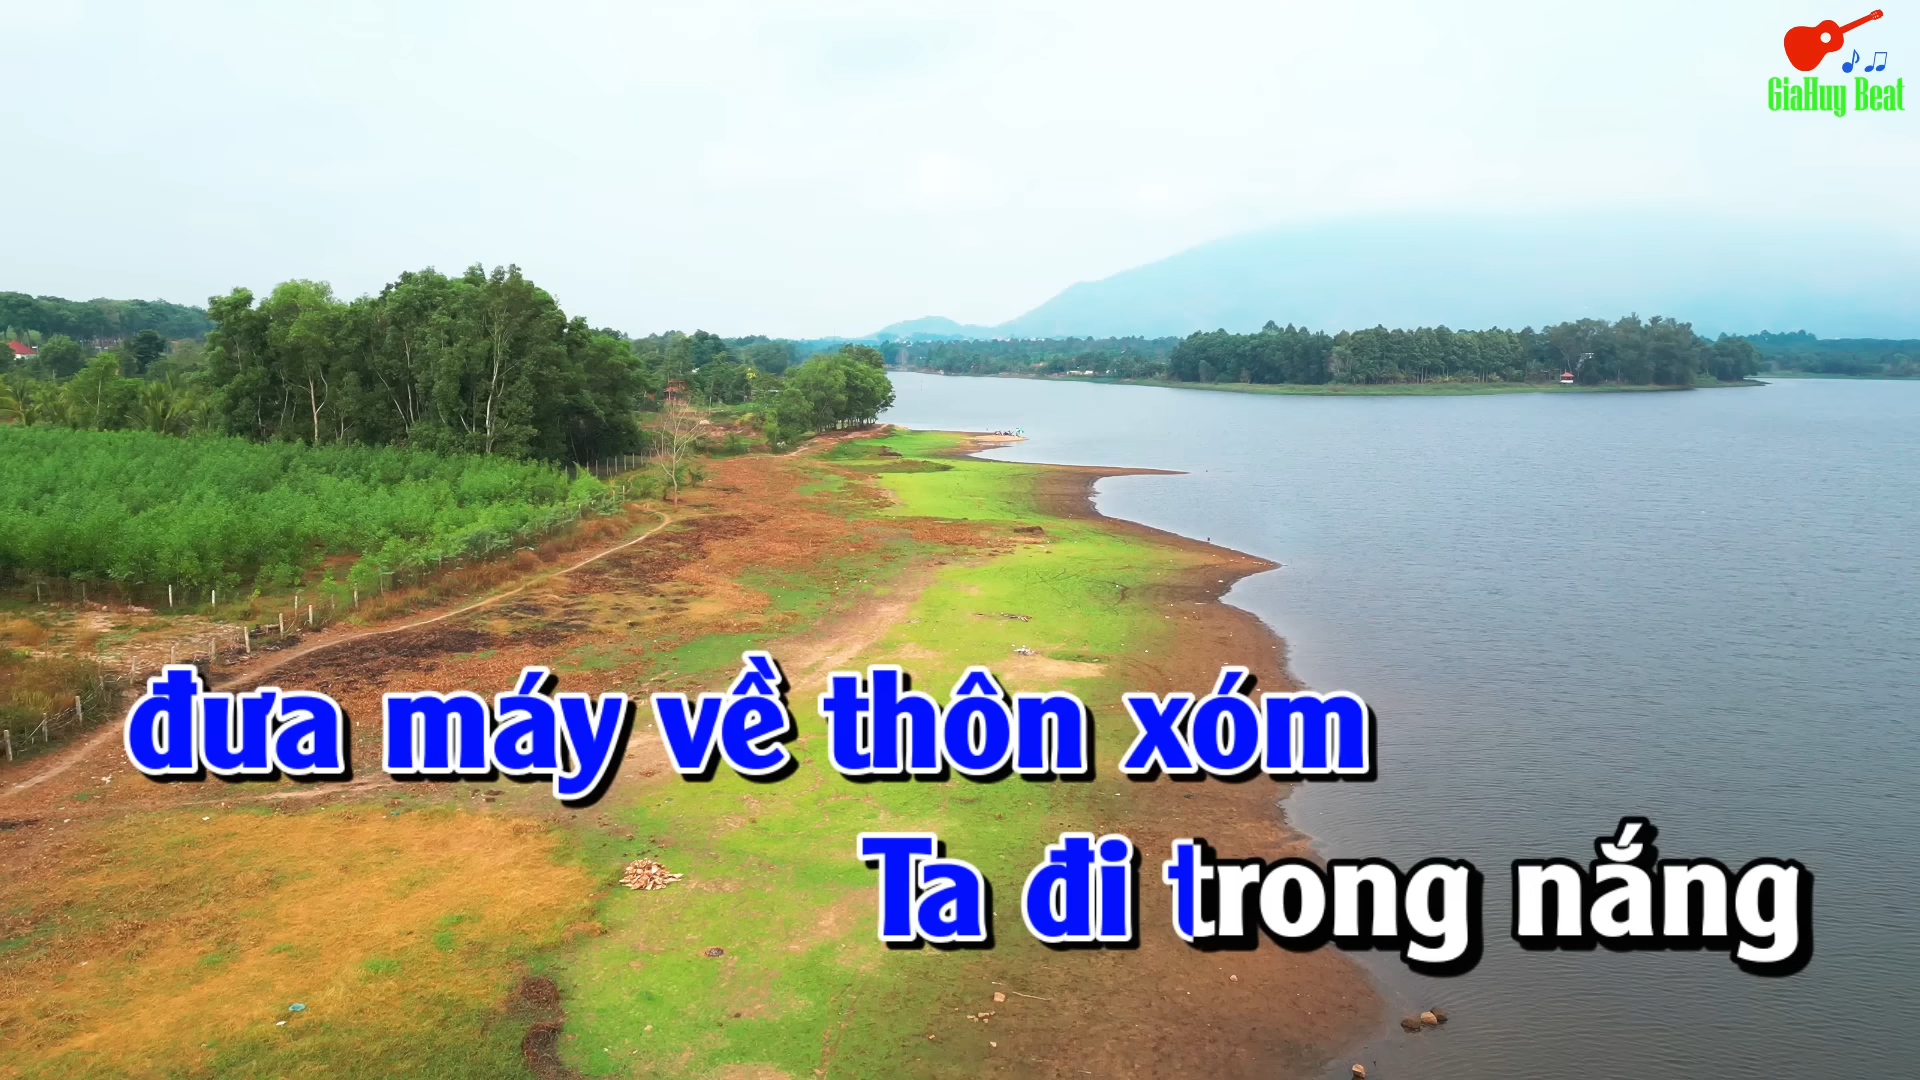 GiaHuy Beat
đưa máy về thôn xóm
Ta đi trong nắng